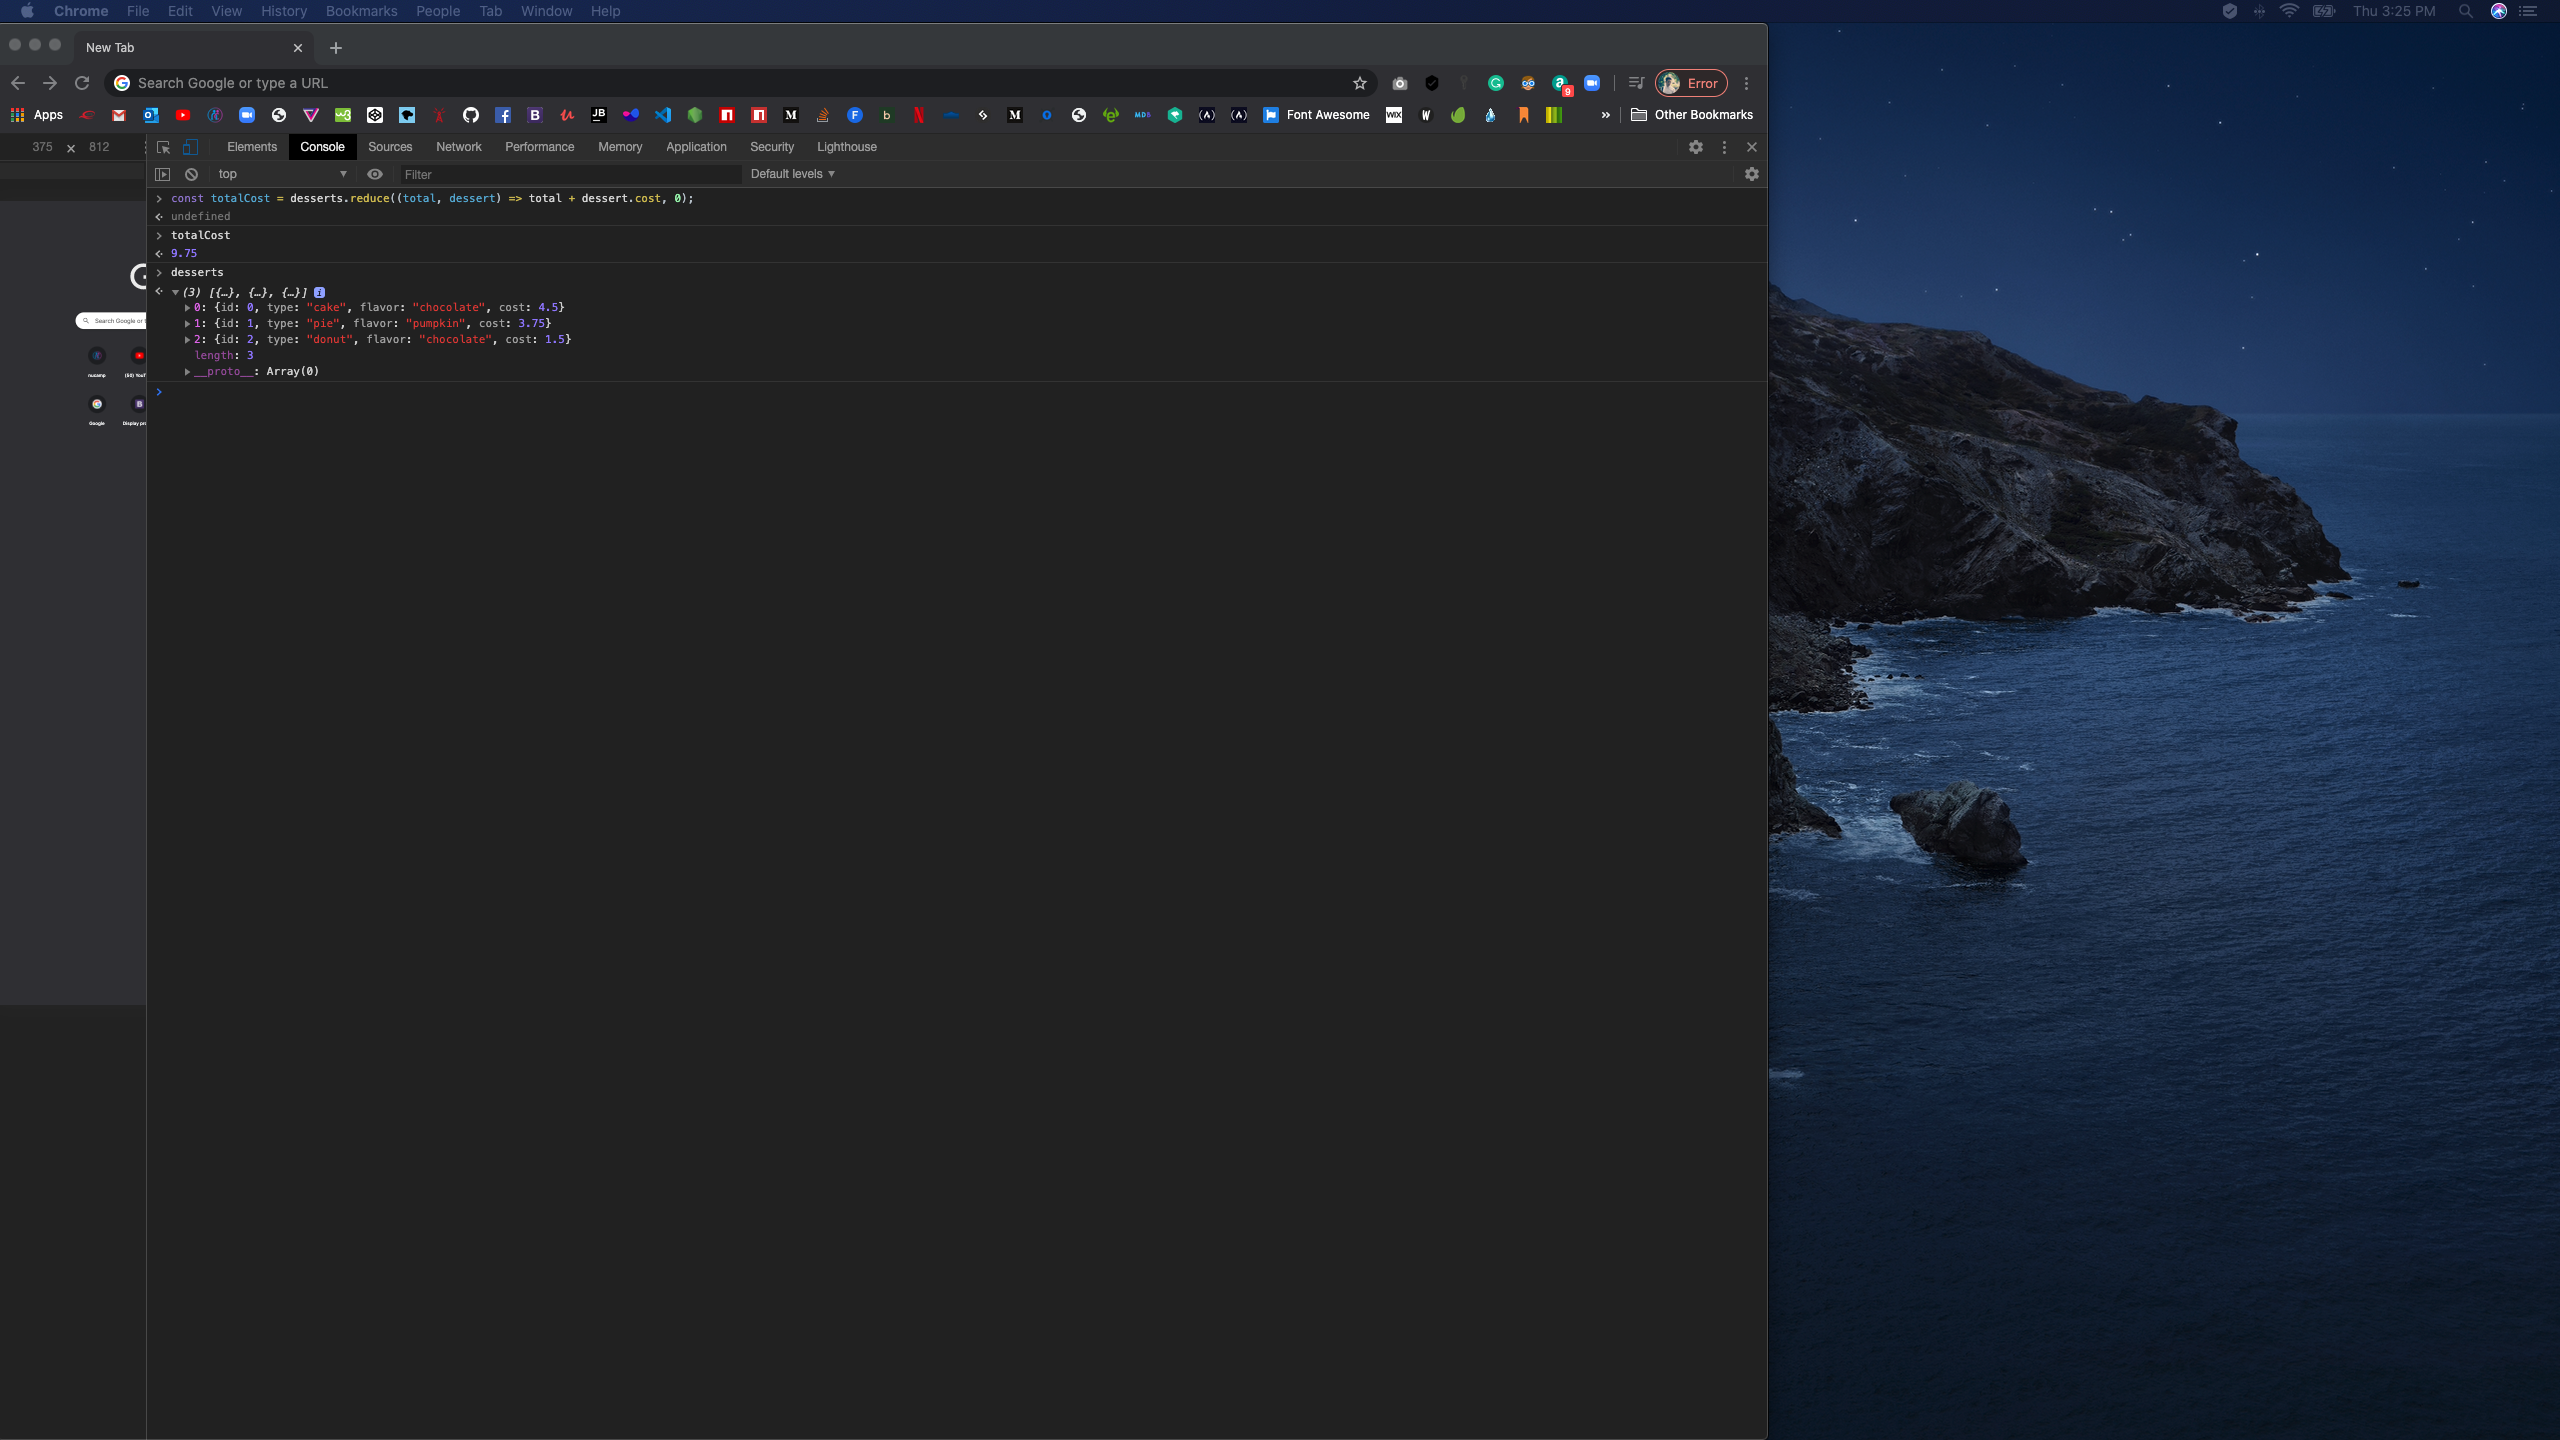 Chrome File Edit View History Bookmarks People Tab Window Help Thu 3:25 PM
New Tab
Search Google or type a URL Error
Apps Font Awesome Other Bookmarks
375 × 812 Elements Console Sources Network Performance Memory Application Security Lighthouse
top Filter Default levels
const totalCost = desserts.reduce((total, dessert) => total + dessert.cost, 0);
undefined
totalCost
9.75
desserts
(3) [{…}, {…}, {…}] i
0: {id: 0, type: "cake", flavor: "chocolate", cost: 4.5}
1: {id: 1, type: "pie", flavor: "pumpkin", cost: 3.75}
2: {id: 2, type: "donut", flavor: "chocolate", cost: 1.5}
length: 3
__proto__: Array(0)
Search Google or
nucamp
Google Display